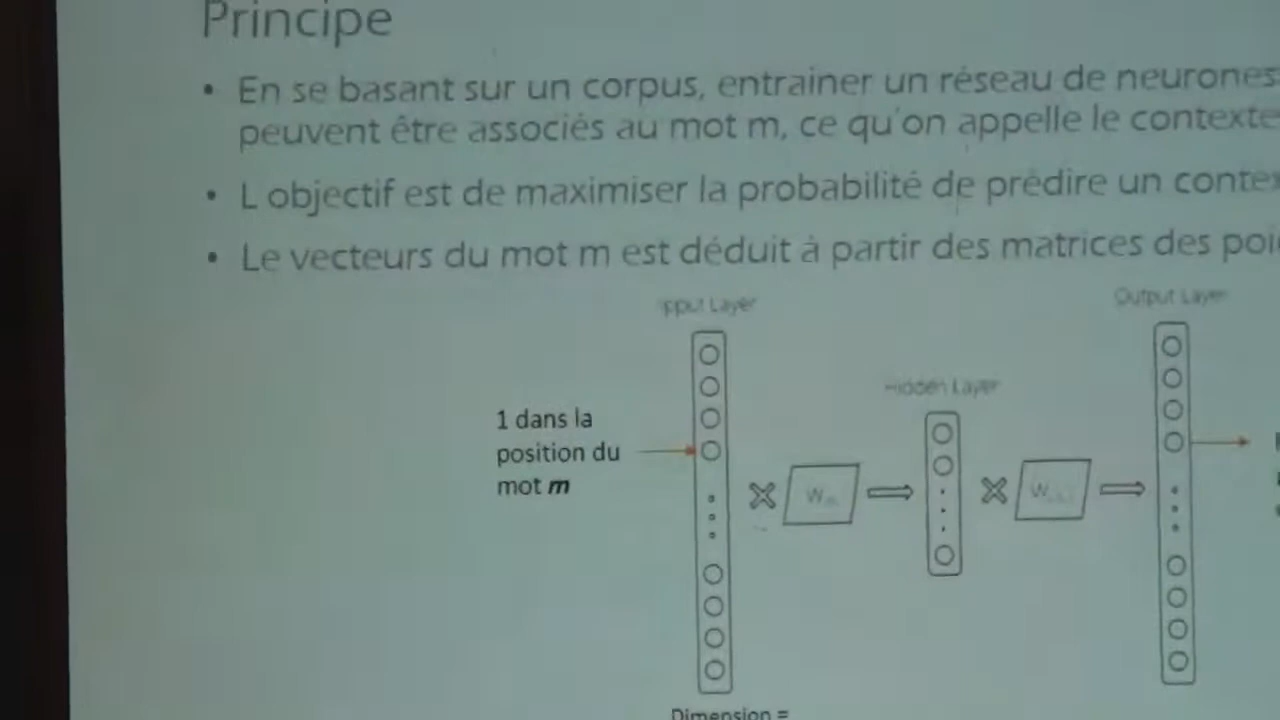 Principe
• En se basant sur un corpus, entrainer un réseau de neurones
peuvent être associés au mot m, ce qu'on appelle le contexte
• L objectif est de maximiser la probabilité de prédire un
• Le vecteurs du mot m est déduit à partir des matrices des
Input Layer
Output Layer
Hidden Layer
1 dans la
position du
mot m
W
W
Dimension =